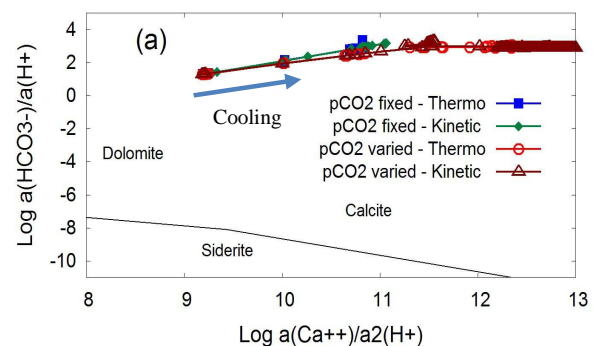 (a)
4
2
0
-2
-4
-6
-8
-10
Log a(HCO3-)/a(H+)
Cooling
pCO2 fixed - Thermo
pCO2 fixed - Kinetic
pCO2 varied - Thermo
pCO2 varied - Kinetic
Dolomite
Calcite
Siderite
8 9 10 11 12 13
Log a(Ca++)/a2(H+)